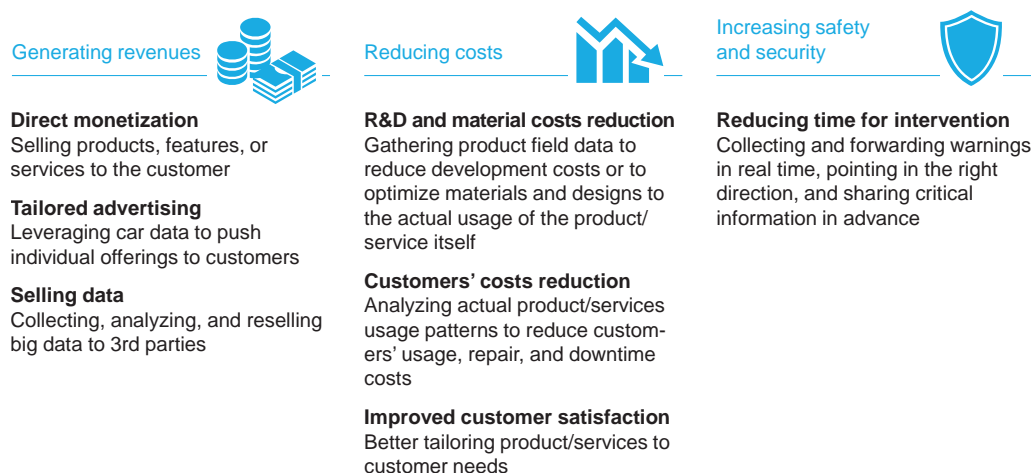 Generating revenues
Direct monetization
Selling products, features, or
services to the customer
Tailored advertising
Leveraging car data to push
individual offerings to customers
Selling data
Collecting, analyzing, and reselling
big data to 3rd parties
Reducing costs
R&D and material costs reduction
Gathering product field data to
reduce development costs or to
optimize materials and designs to
the actual usage of the product/
service itself
Customers’ costs reduction
Analyzing actual product/services
usage patterns to reduce custom-
ers’ usage, repair, and downtime
costs
Improved customer satisfaction
Better tailoring product/services to
customer needs
Increasing safety
and security
Reducing time for intervention
Collecting and forwarding warnings
in real time, pointing in the right
direction, and sharing critical
information in advance